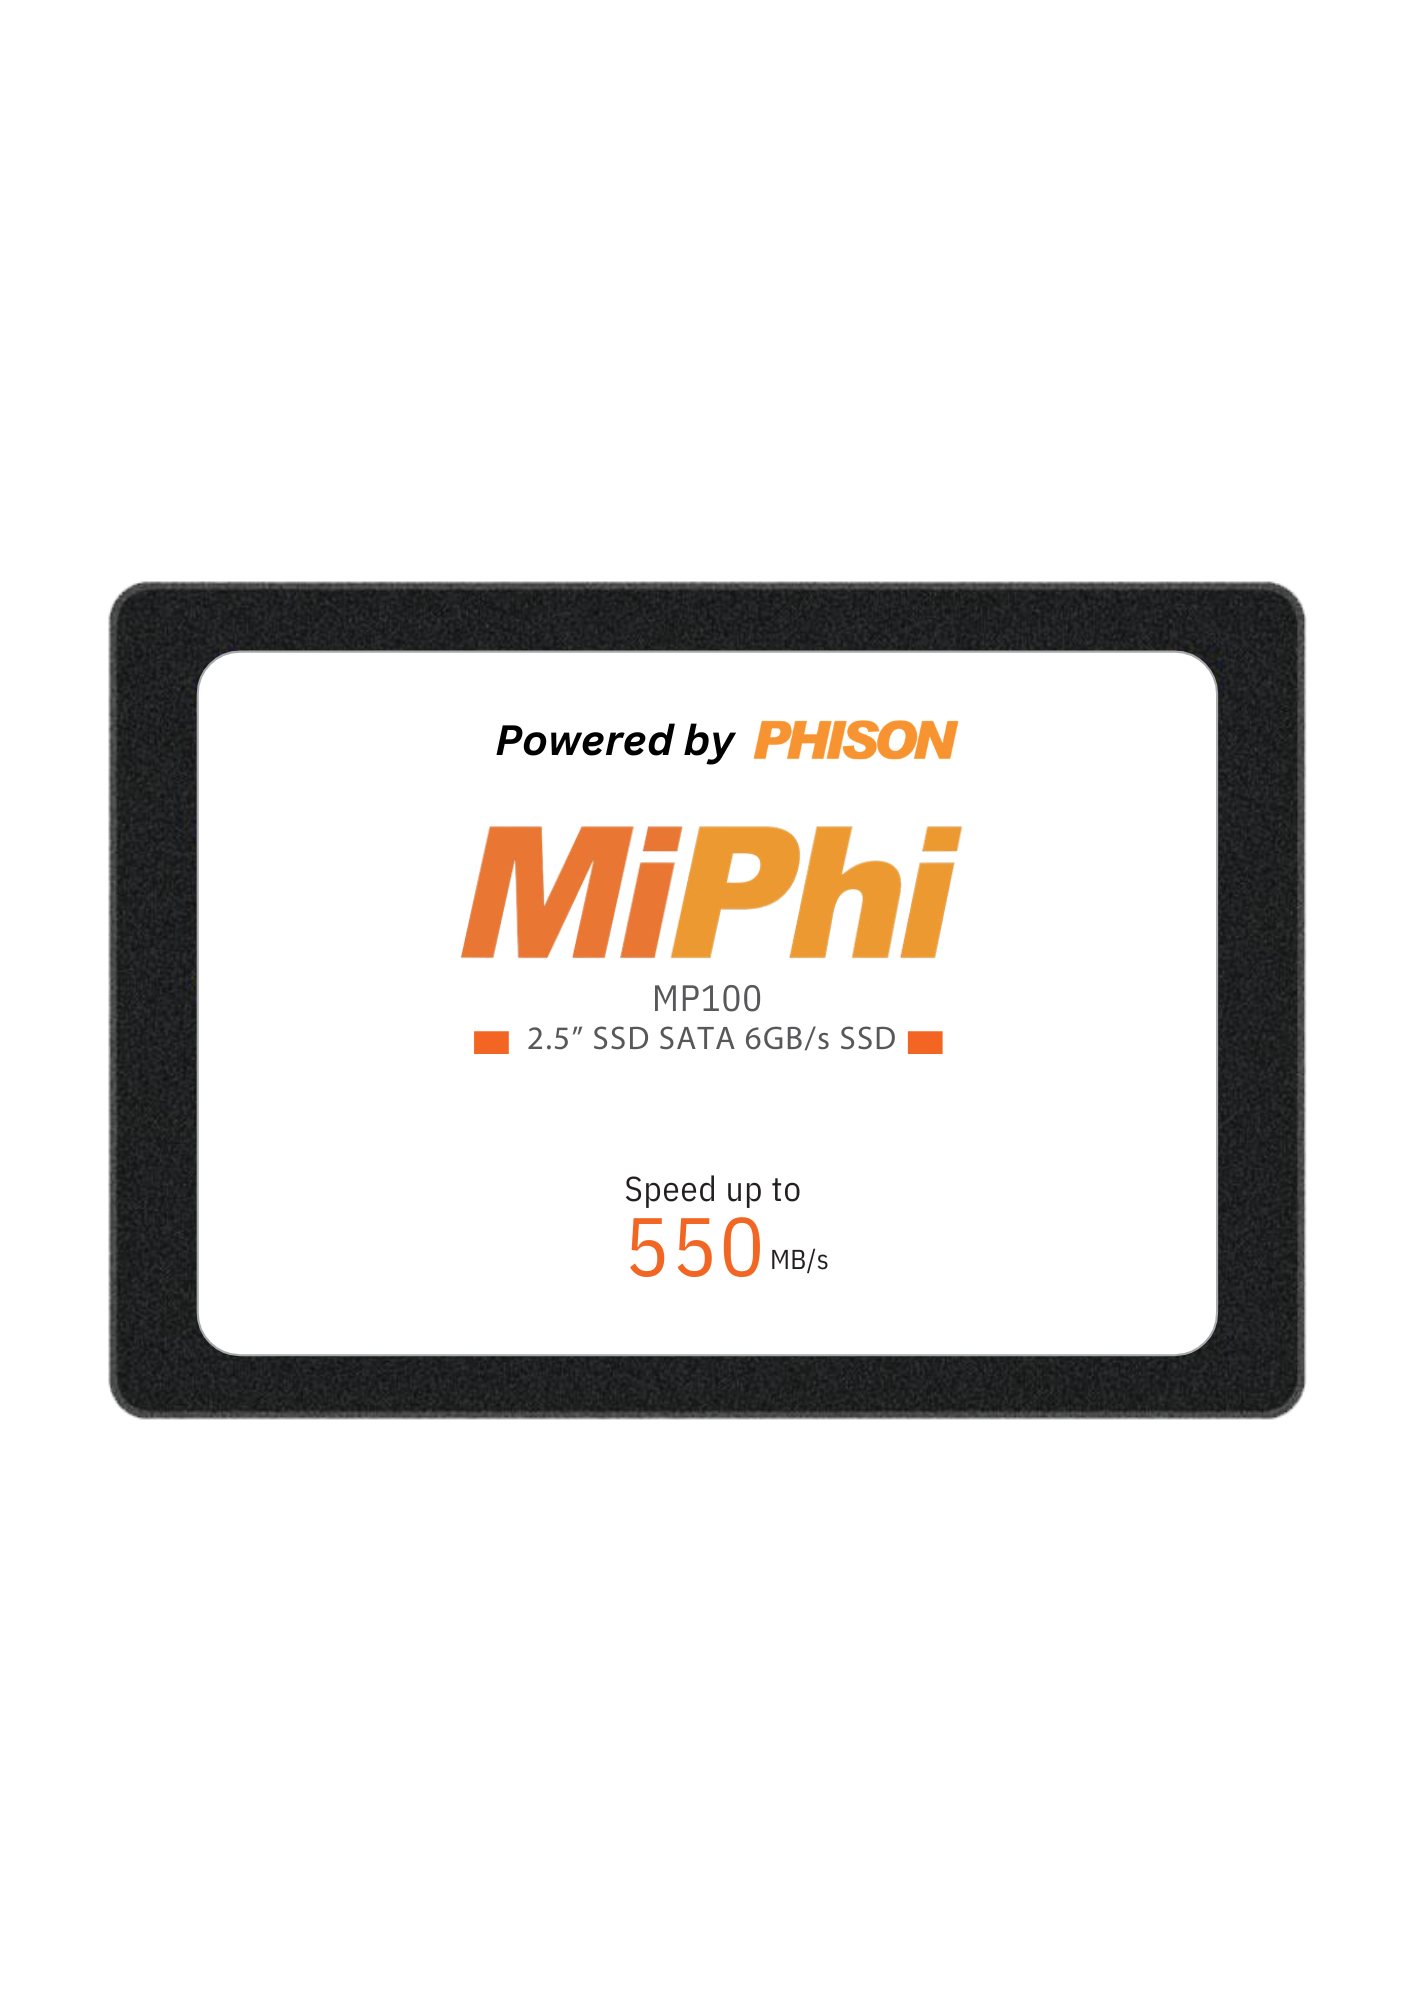 Powered by PHISON
MiPhi
MP100
2.5” SSD SATA 6GB/s SSD
Speed up to
550 MB/s